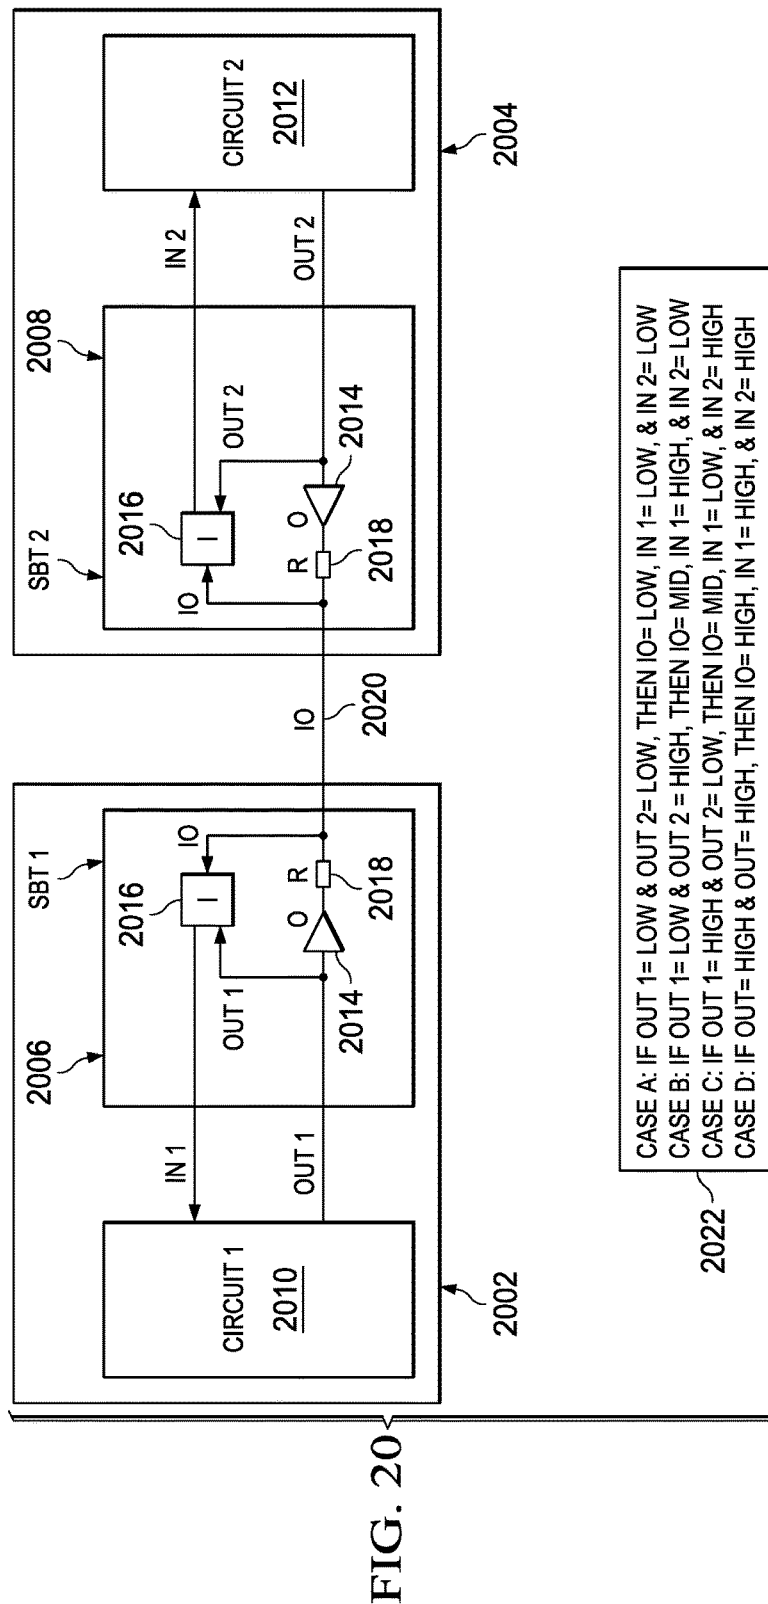 FIG. 20
2006
SBT 1
SBT 2
2008
CIRCUIT 1
2010
IN 1
OUT 1
OUT 1
2016
I
IO
O
R
2014
2018
IO
2020
IO
2016
I
OUT 2
R
O
2018
2014
IN 2
OUT 2
CIRCUIT 2
2012
2002
2004
2022
CASE A: IF OUT 1= LOW & OUT 2= LOW, THEN IO= LOW, IN 1= LOW, & IN 2= LOW
CASE B: IF OUT 1= LOW & OUT 2 = HIGH, THEN IO= MID, IN 1= HIGH, & IN 2= LOW
CASE C: IF OUT 1= HIGH & OUT 2= LOW, THEN IO= MID, IN 1= LOW, & IN 2= HIGH
CASE D: IF OUT= HIGH & OUT= HIGH, THEN IO= HIGH, IN 1= HIGH, & IN 2= HIGH